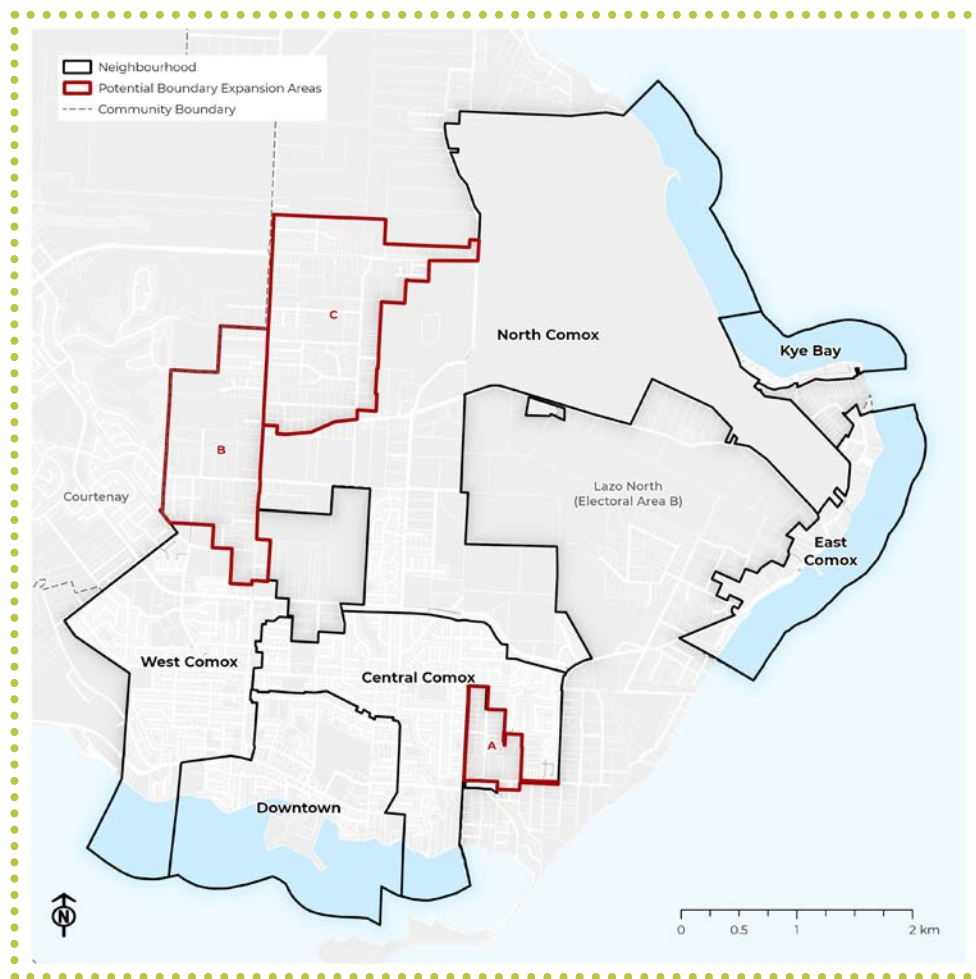 Neighbourhood
Potential Boundary Expansion Areas
Community Boundary
C
North Comox
Kye Bay
B
Courtenay
Lazo North
(Electoral Area B)
East
Comox
West Comox
Central Comox
A
Downtown
N
0 0.5 1 2 km